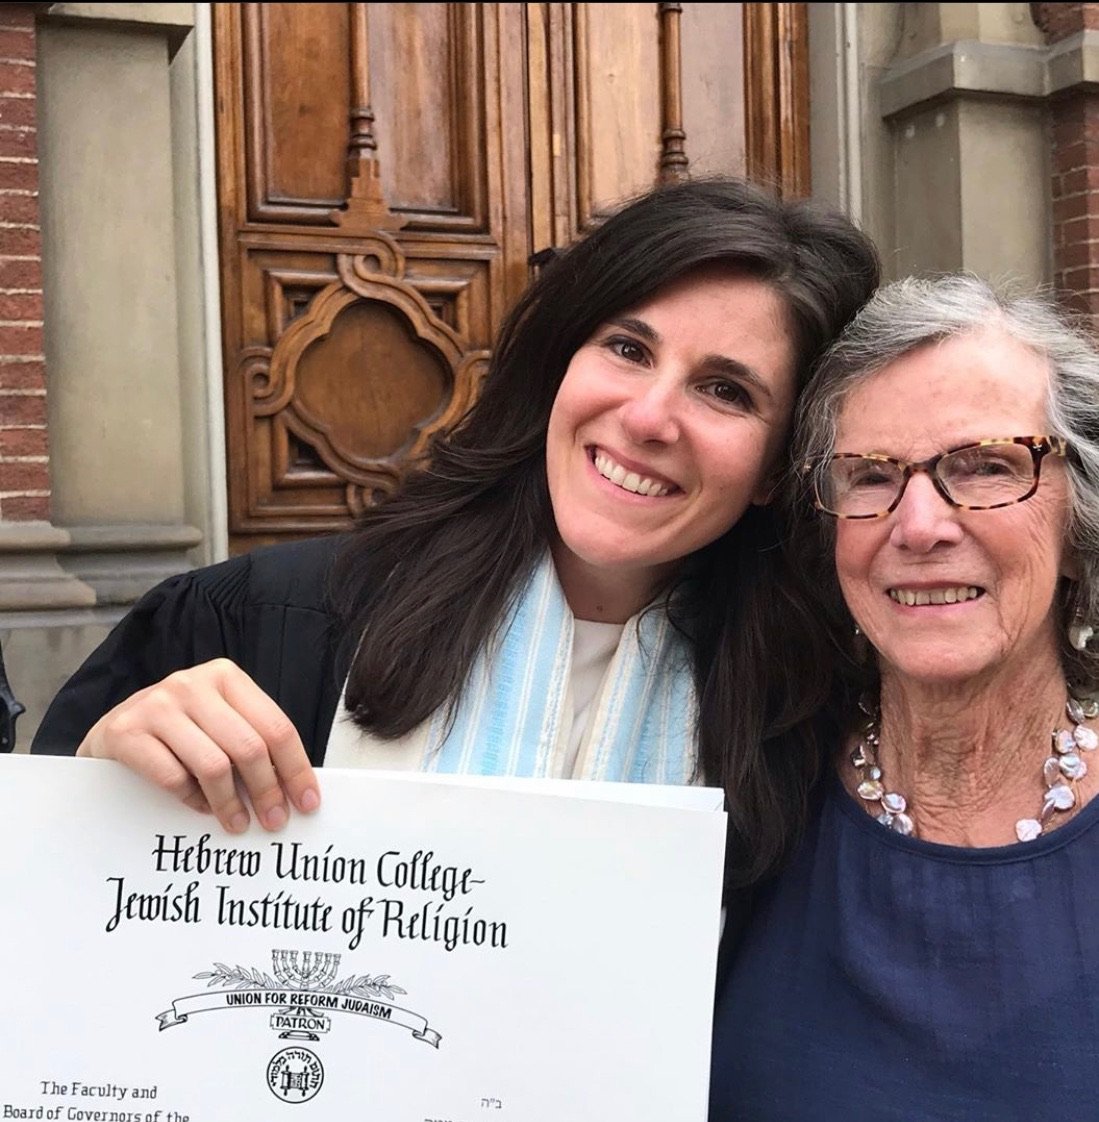 Hebrew Union College-
Jewish Institute of Religion
UNION FOR REFORM JUDAISM
PATRON
The Faculty and
Board of Governors of the
ב״ה